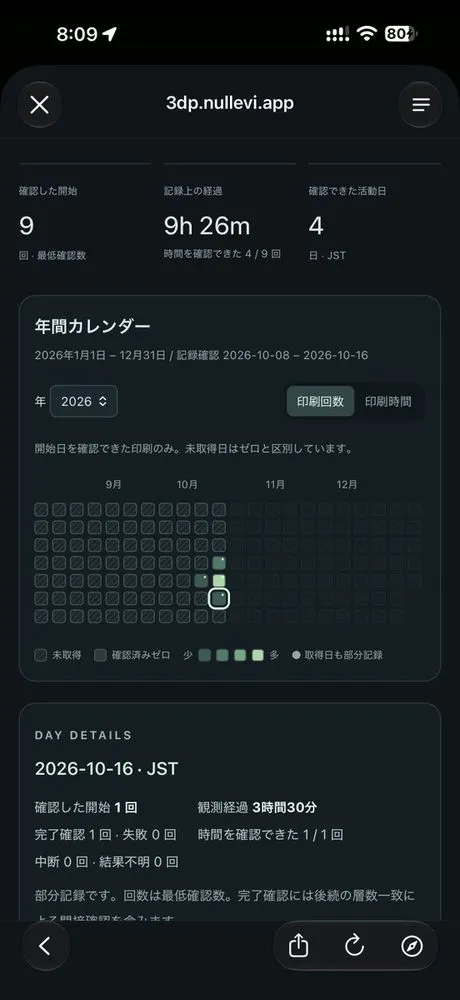 8:09
80
3dp.nullevi.app
確認した開始
記録上の経過
確認できた活動日
9
9h 26m
4
回 · 最低確認数
時間を確認できた 4 / 9 回
日 · JST
年間カレンダー
2026年1月1日 – 12月31日 / 記録確認 2026-10-08 – 2026-10-16
年 2026
印刷回数 印刷時間
開始日を確認できた印刷のみ。未取得日はゼロと区別しています。
9月 10月 11月 12月
未取得 確認済みゼロ 少 多 取得日も部分記録
DAY DETAILS
2026-10-16 · JST
確認した開始 1 回 観測経過 3時間30分
完了確認 1 回 · 失敗 0 回 時間を確認できた 1 / 1 回
中断 0 回 · 結果不明 0 回
部分記録です。回数は最低確認数。完了確認には後続の層数一致に
よる間接確認を含みます。